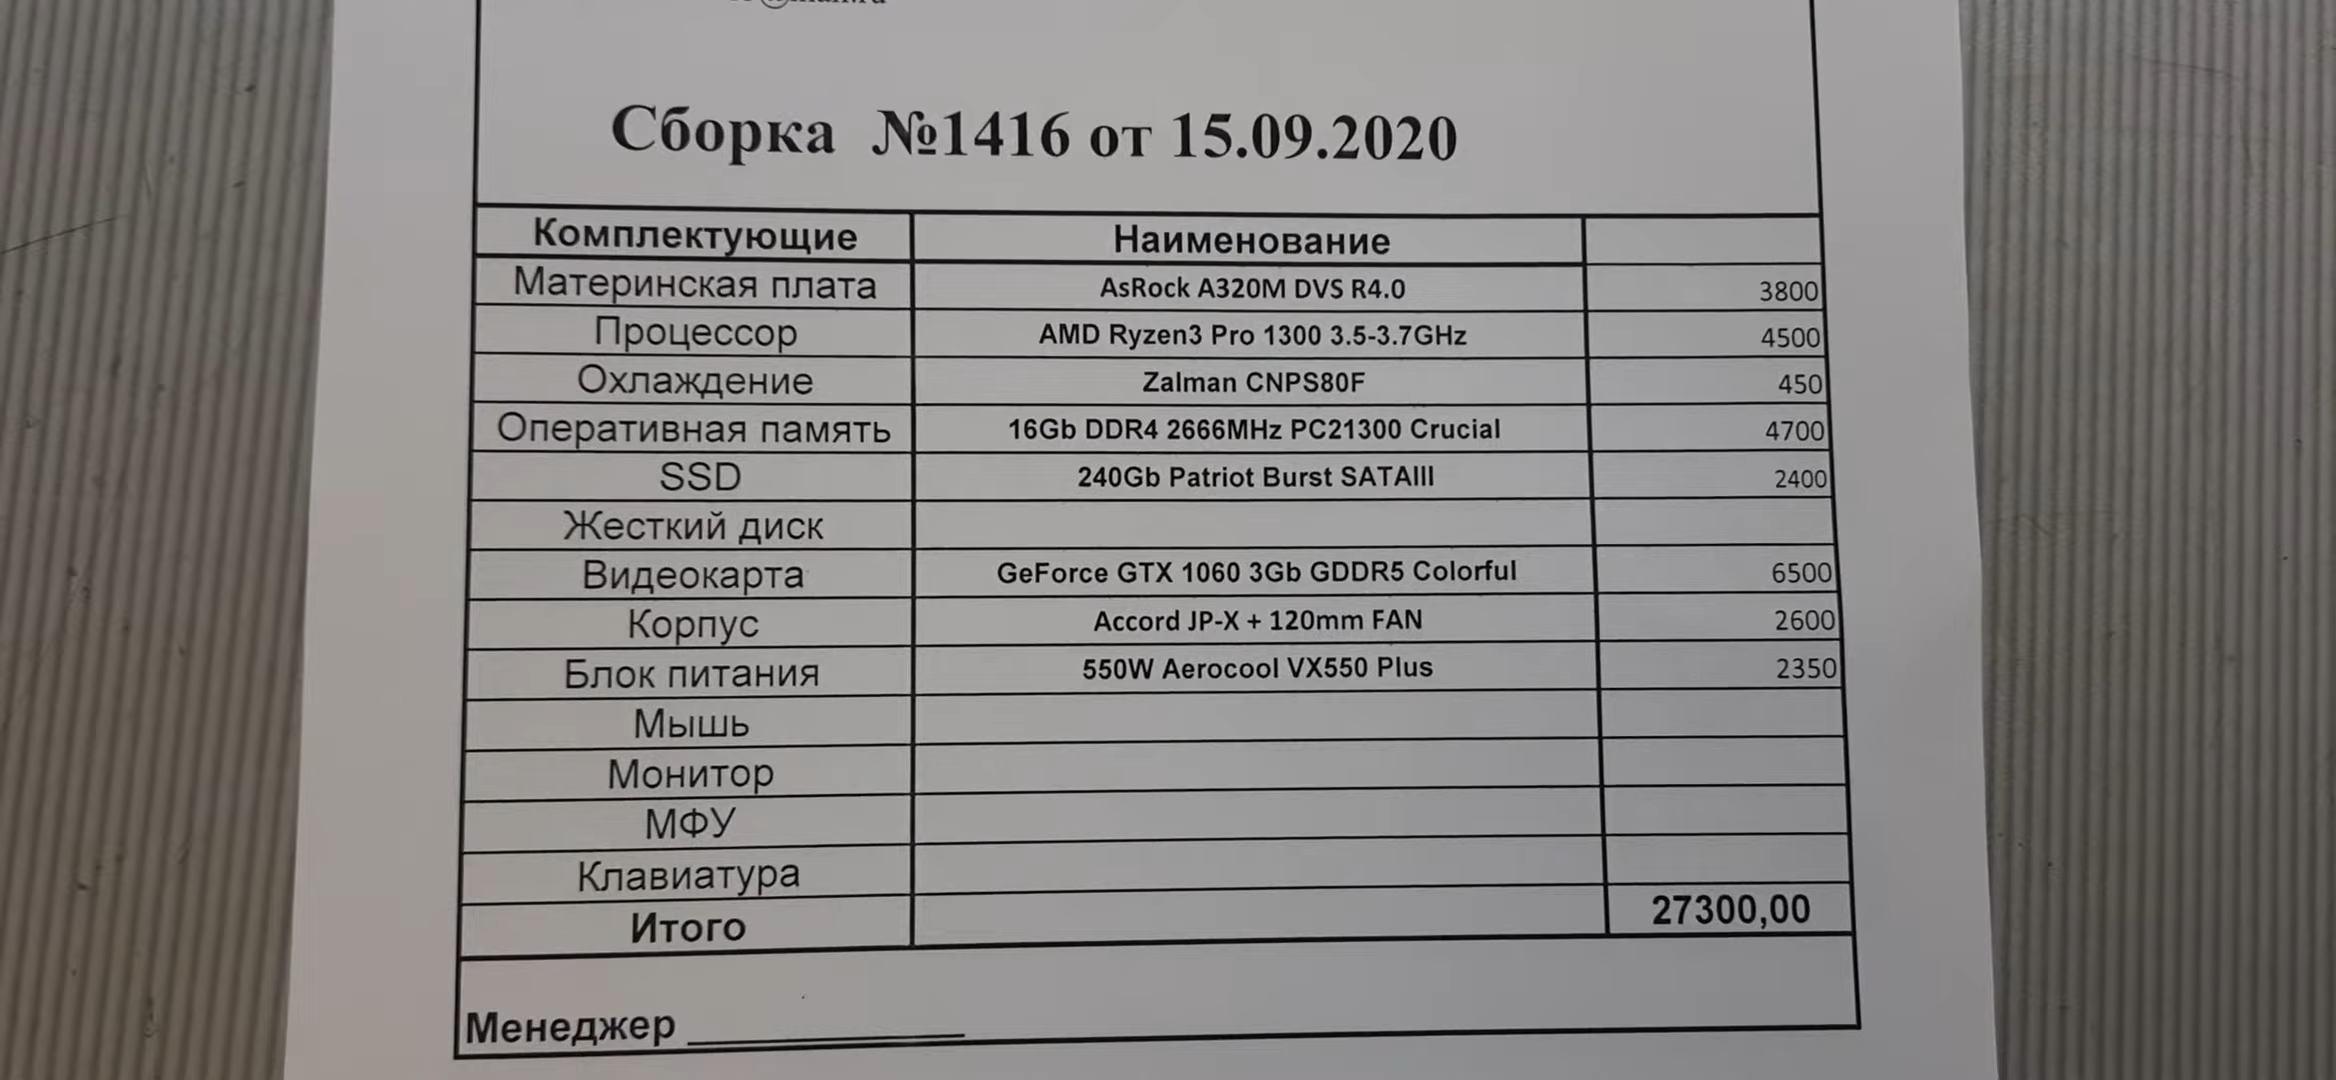 Сборка №1416 от 15.09.2020
Комплектующие Наименование
Материнская плата AsRock A320M DVS R4.0 3800
Процессор AMD Ryzen3 Pro 1300 3.5-3.7GHz 4500
Охлаждение Zalman CNPS80F 450
Оперативная память 16Gb DDR4 2666MHz PC21300 Crucial 4700
SSD 240Gb Patriot Burst SATAIII 2400
Жесткий диск
Видеокарта GeForce GTX 1060 3Gb GDDR5 Colorful 6500
Корпус Accord JP-X + 120mm FAN 2600
Блок питания 550W Aerocool VX550 Plus 2350
Мышь
Монитор
МФУ
Клавиатура
Итого 27300,00
Менеджер